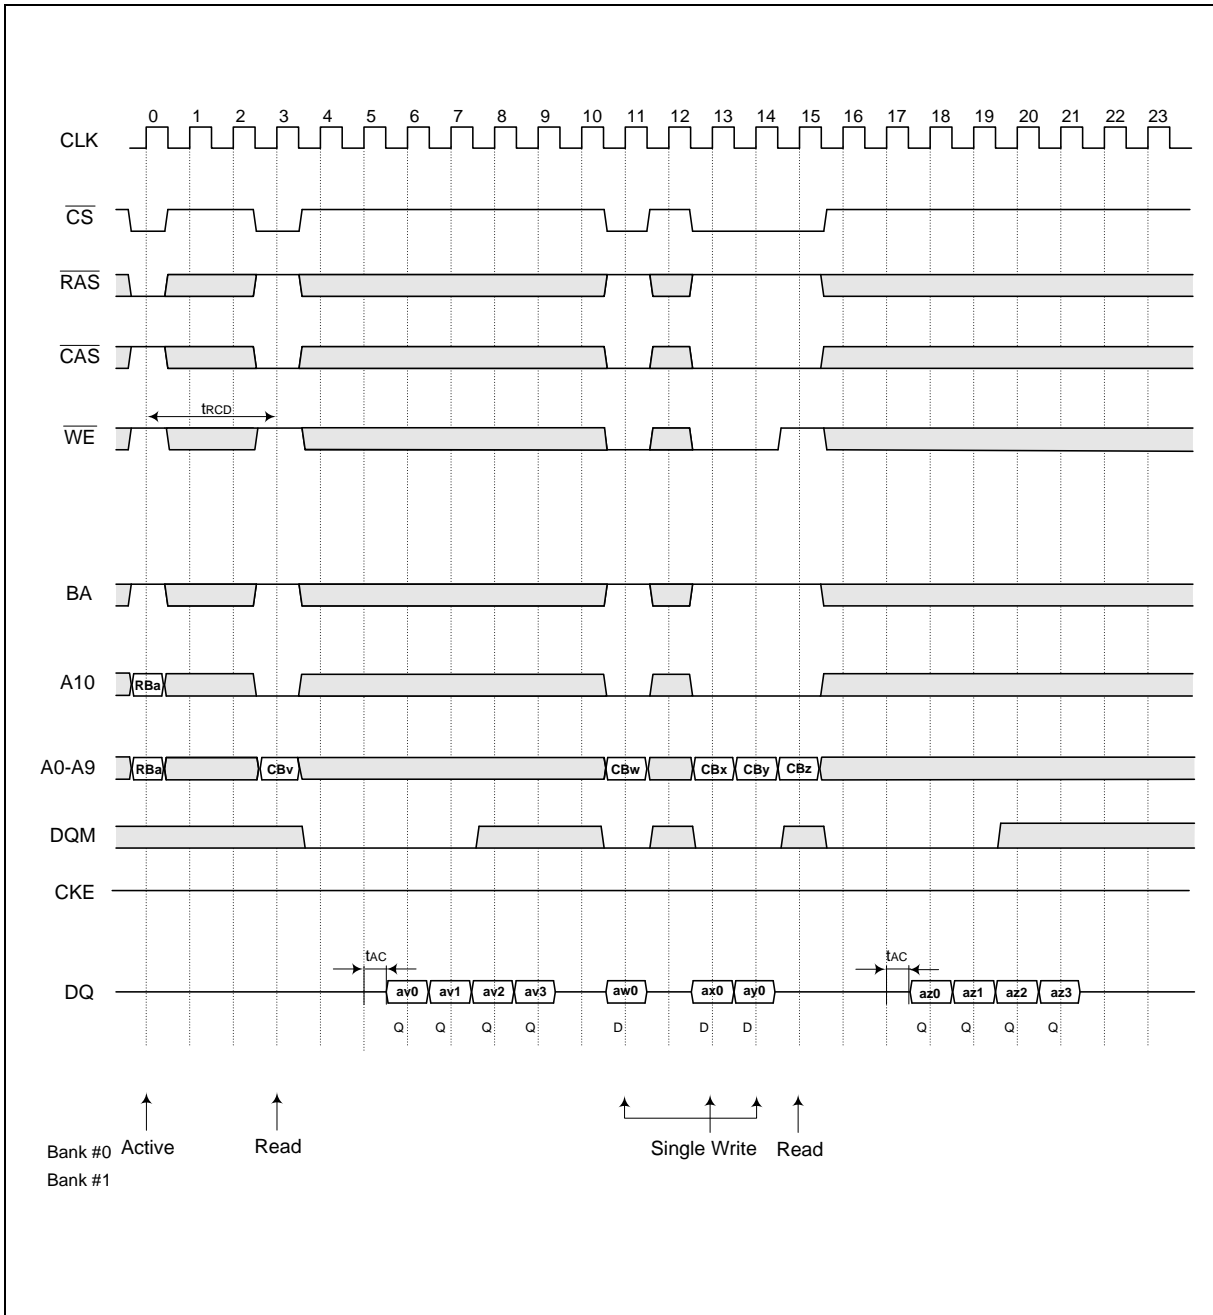 0 1 2 3 4 5 6 7 8 9 10 11 12 13 14 15 16 17 18 19 20 21 22 23
CLK
CS
RAS
CAS
tRCD
WE
BA
A10 RBa
A0-A9 RBa CBv CBw CBx CBy CBz
DQM
CKE
tAC tAC
DQ av0 av1 av2 av3 aw0 ax0 ay0 az0 az1 az2 az3
Q Q Q Q D D D Q Q Q Q
Bank #0 Active Read Single Write Read
Bank #1